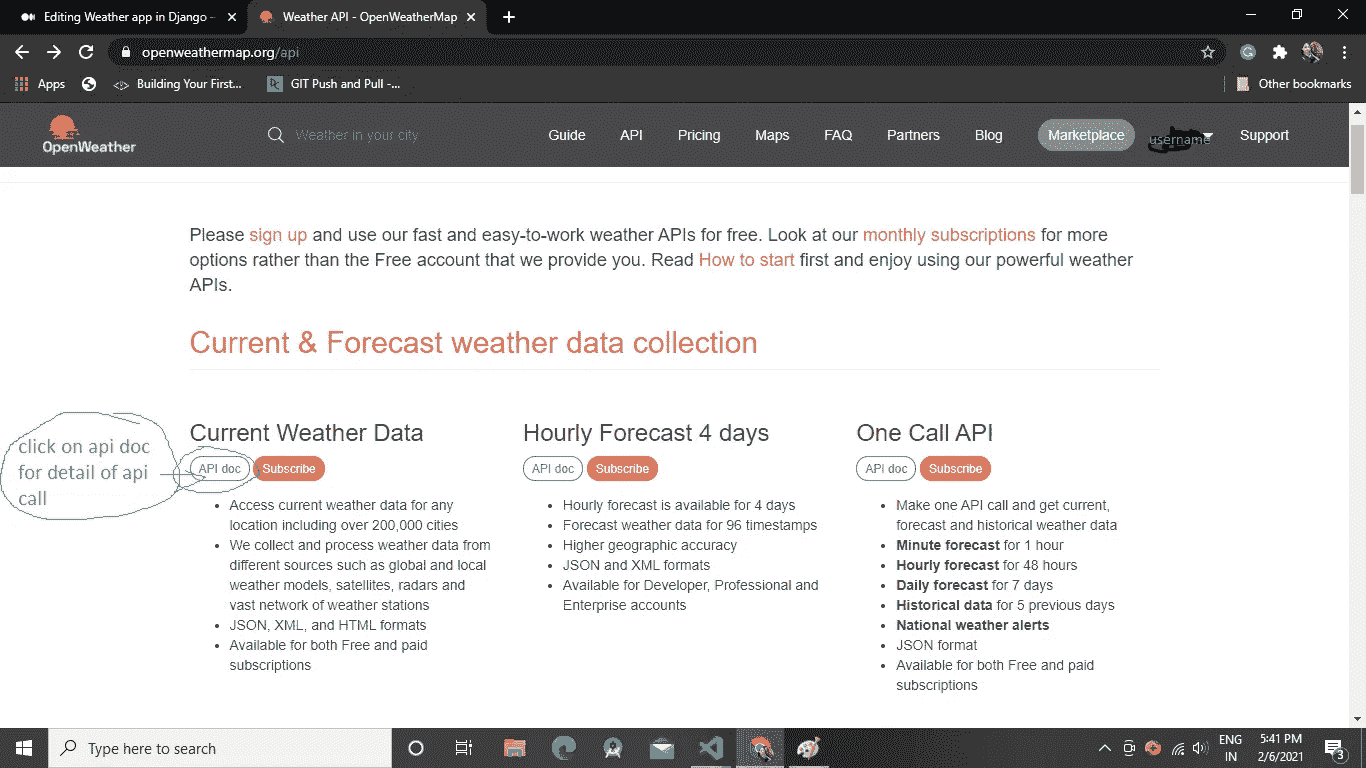 Editing Weather app in Django -
Weather API - OpenWeatherMap
openweathermap.org/api
Apps
Building Your First...
GIT Push and Pull -...
Other bookmarks
OpenWeather
Weather in your city
Guide
API
Pricing
Maps
FAQ
Partners
Blog
Marketplace
username
Support
Please sign up and use our fast and easy-to-work weather APIs for free. Look at our monthly subscriptions for more
options rather than the Free account that we provide you. Read How to start first and enjoy using our powerful weather
APIs.
Current & Forecast weather data collection
click on api doc
for detail of api
call
Current Weather Data
API doc
Subscribe
Access current weather data for any
location including over 200,000 cities
We collect and process weather data from
different sources such as global and local
weather models, satellites, radars and
vast network of weather stations
JSON, XML, and HTML formats
Available for both Free and paid
subscriptions
Hourly Forecast 4 days
API doc
Subscribe
Hourly forecast is available for 4 days
Forecast weather data for 96 timestamps
Higher geographic accuracy
JSON and XML formats
Available for Developer, Professional and
Enterprise accounts
One Call API
API doc
Subscribe
Make one API call and get current,
forecast and historical weather data
Minute forecast for 1 hour
Hourly forecast for 48 hours
Daily forecast for 7 days
Historical data for 5 previous days
National weather alerts
JSON format
Available for both Free and paid
subscriptions
Type here to search
ENG
IN
5:41 PM
2/6/2021
3